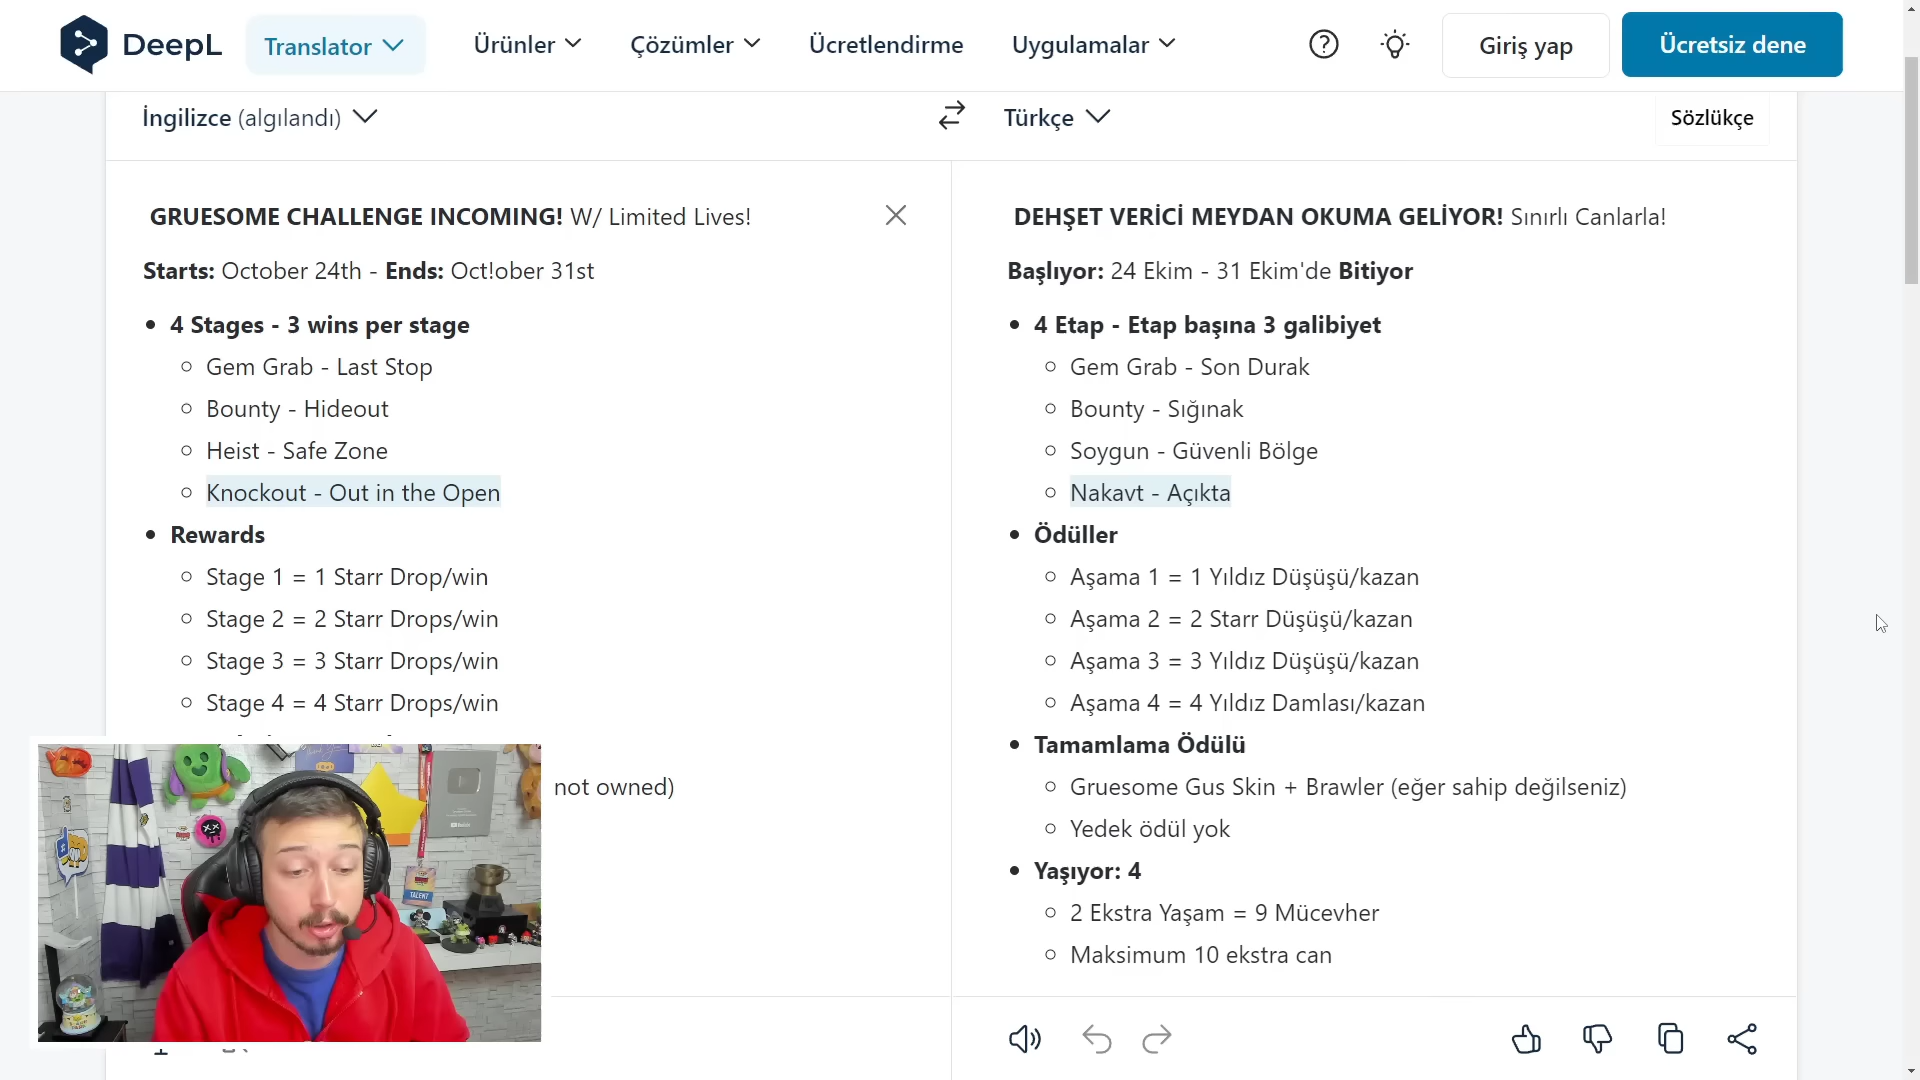 DeepL
Translator
Ürünler
Çözümler
Ücretlendirme
Uygulamalar
Giriş yap
Ücretsiz dene
İngilizce (algılandı)
Türkçe
Sözlükçe
GRUESOME CHALLENGE INCOMING! W/ Limited Lives!
Starts: October 24th - Ends: Oct!ober 31st
• 4 Stages - 3 wins per stage
○ Gem Grab - Last Stop
○ Bounty - Hideout
○ Heist - Safe Zone
○ Knockout - Out in the Open
• Rewards
○ Stage 1 = 1 Starr Drop/win
○ Stage 2 = 2 Starr Drops/win
○ Stage 3 = 3 Starr Drops/win
○ Stage 4 = 4 Starr Drops/win
not owned)
DEHŞET VERİCİ MEYDAN OKUMA GELİYOR! Sınırlı Canlarla!
Başlıyor: 24 Ekim - 31 Ekim'de Bitiyor
• 4 Etap - Etap başına 3 galibiyet
○ Gem Grab - Son Durak
○ Bounty - Sığınak
○ Soygun - Güvenli Bölge
○ Nakavt - Açıkta
• Ödüller
○ Aşama 1 = 1 Yıldız Düşüşü/kazan
○ Aşama 2 = 2 Starr Düşüşü/kazan
○ Aşama 3 = 3 Yıldız Düşüşü/kazan
○ Aşama 4 = 4 Yıldız Damlası/kazan
• Tamamlama Ödülü
○ Gruesome Gus Skin + Brawler (eğer sahip değilseniz)
○ Yedek ödül yok
• Yaşıyor: 4
○ 2 Ekstra Yaşam = 9 Mücevher
○ Maksimum 10 ekstra can
TALENT